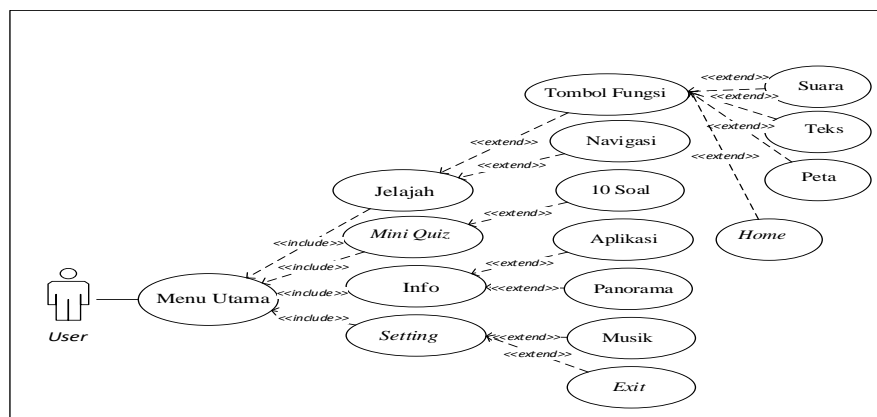 <<extend>>
Suara
Tombol Fungsi
<<extend>>
Teks
<<extend>>
<<extend>>
Navigasi
<<extend>>
Peta
<<extend>>
Jelajah
10 Soal
<<extend>>
Mini Quiz
Home
<<include>>
Aplikasi
<<extend>>
<<include>>
Info
Panorama
<<extend>>
Menu Utama
<<include>>
<<include>>
Setting
Musik
<<extend>>
<<extend>>
User
Exit